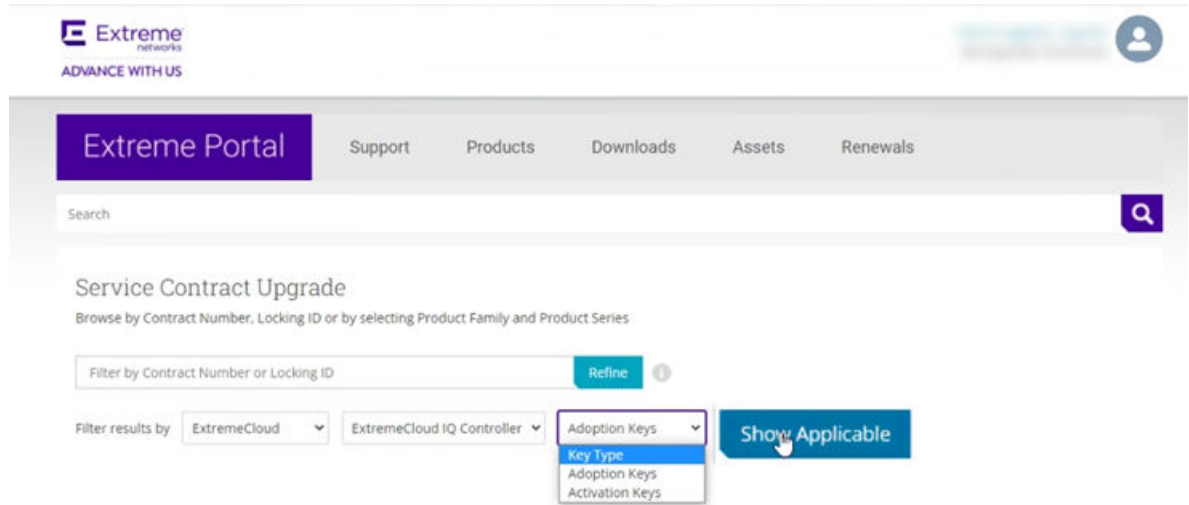 Extreme
networks
ADVANCE WITH US
Extreme Portal Support Products Downloads Assets Renewals
Search
Service Contract Upgrade
Browse by Contract Number, Locking ID or by selecting Product Family and Product Series
Filter by Contract Number or Locking ID Refine
Filter results by ExtremeCloud ExtremeCloud IQ Controller Adoption Keys Show Applicable
Key Type
Adoption Keys
Activation Keys